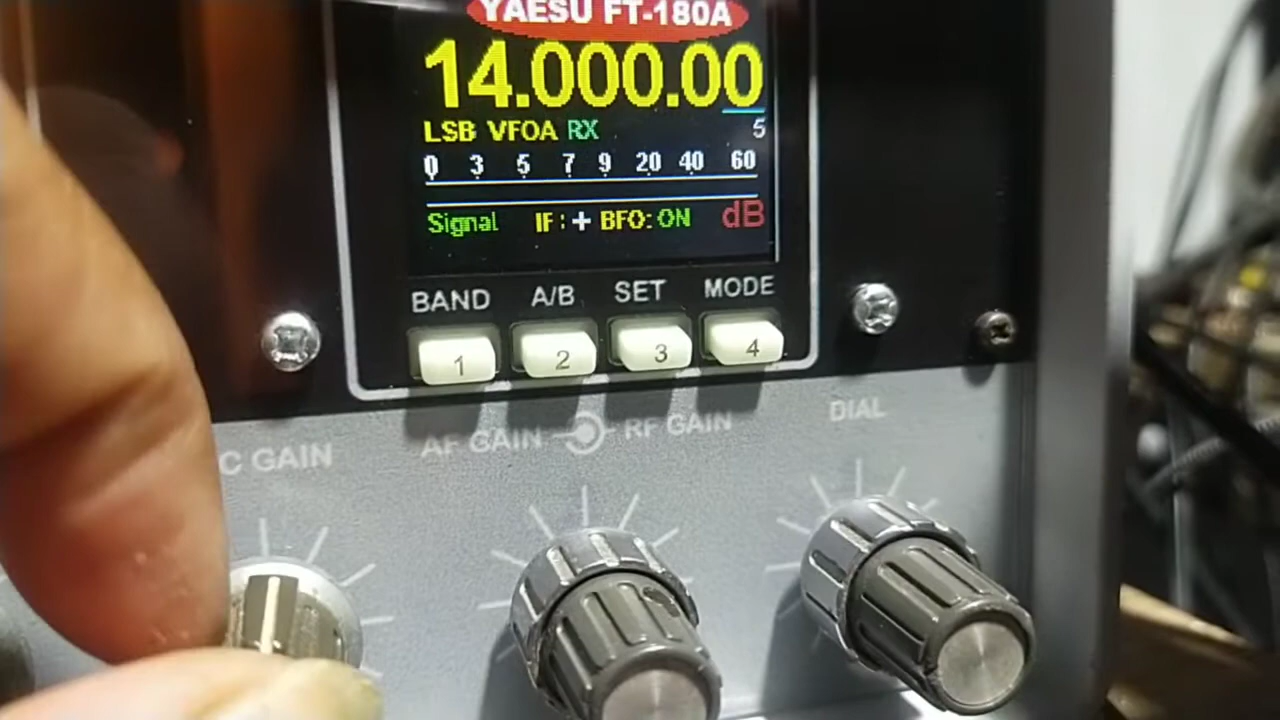 YAESU FT-180A
14.000.00
LSB VFOA RX 5
0 3 5 7 9 20 40 60
Signal IF:+ BFO: ON dB
BAND A/B SET MODE
1 2 3 4
C GAIN AF GAIN RF GAIN DIAL